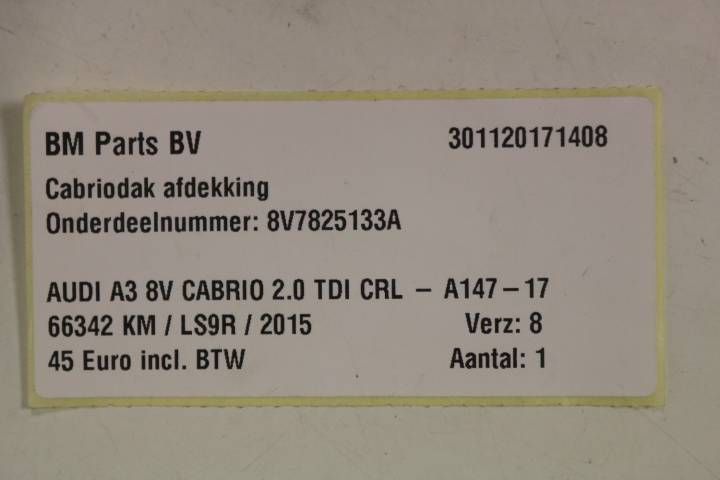 BM Parts BV 301120171408
Cabriodak afdekking
Onderdeelnummer: 8V7825133A
AUDI A3 8V CABRIO 2.0 TDI CRL – A147 – 17
66342 KM / LS9R / 2015 Verz: 8
45 Euro incl. BTW Aantal: 1